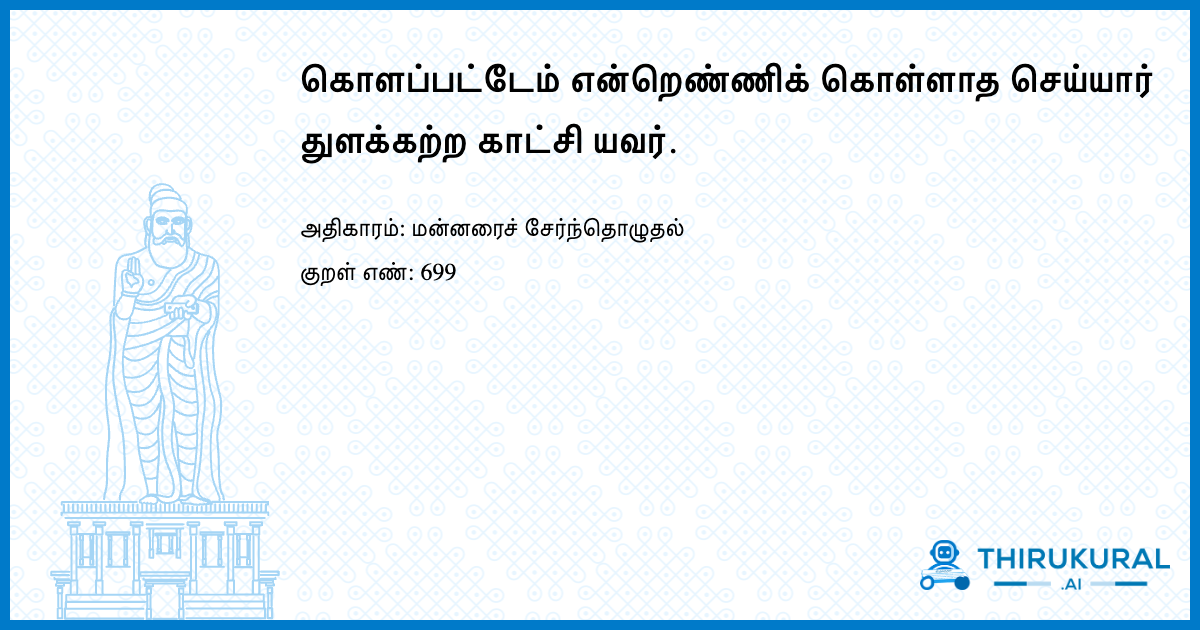 கொளப்பட்டேம் என்றெண்ணிக் கொள்ளாத செய்யார்
துளக்கற்ற காட்சி யவர்.
அதிகாரம்: மன்னரைச் சேர்ந்தொழுதல்
குறள் எண்: 699
THIRUKURAL
.AI